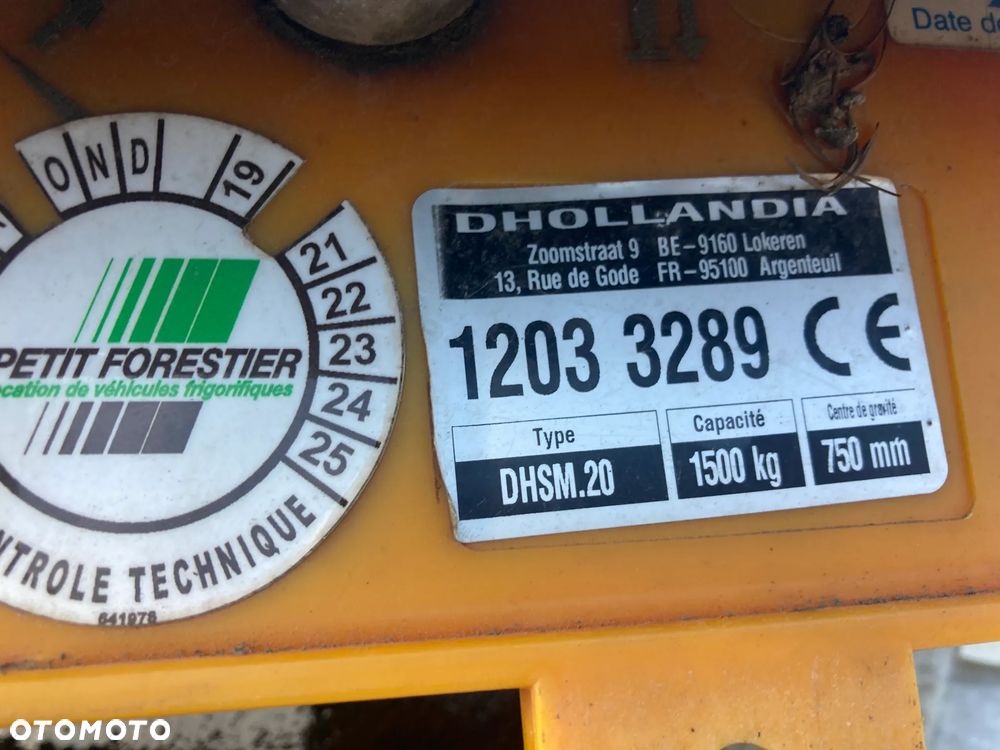 Date de
O N D 19
21
22
23
24
25
PETIT FORESTIER
ocation de véhicules frigorifiques
NTROLE TECHNIQUE
641978
DHOLLANDIA
Zoomstraat 9 BE-9160 Lokeren
13, Rue de Gode FR-95100 Argenteuil
1203 3289 CE
Type
DHSM.20
Capacité
1500 kg
Centre de gravité
750 mm
OTOMOTO